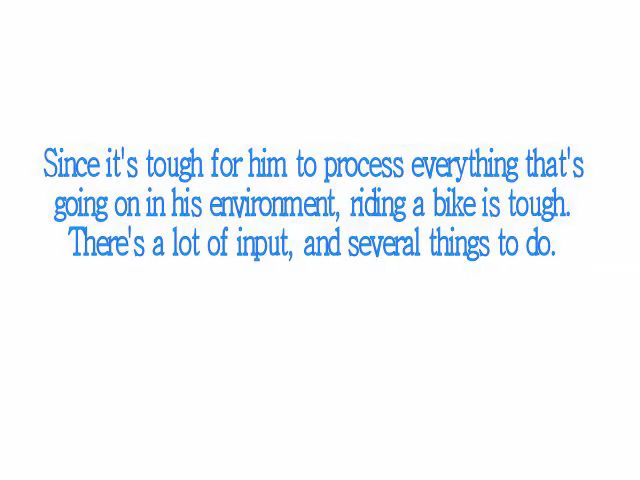 Since it's tough for him to process everything that's
going on in his environment, riding a bike is tough.
There's a lot of input, and several things to do.